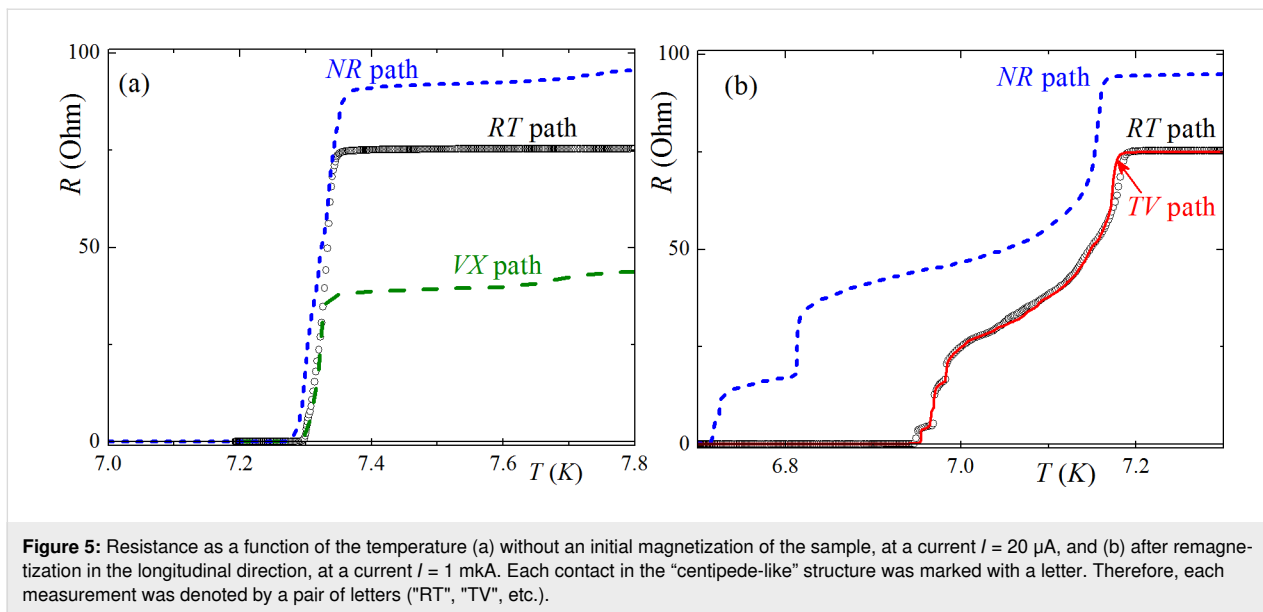 100
(a)
NR path
RT path
R (Ohm)
50
VX path
0
7.0 7.2 7.4 7.6 7.8
T (K)
100
(b)
NR path
RT path
R (Ohm)
TV path
50
0
6.8 7.0 7.2
T (K)
Figure 5: Resistance as a function of the temperature (a) without an initial magnetization of the sample, at a current I = 20 µA, and (b) after remagne-
tization in the longitudinal direction, at a current I = 1 mkA. Each contact in the “centipede-like” structure was marked with a letter. Therefore, each
measurement was denoted by a pair of letters ("RT", "TV", etc.).